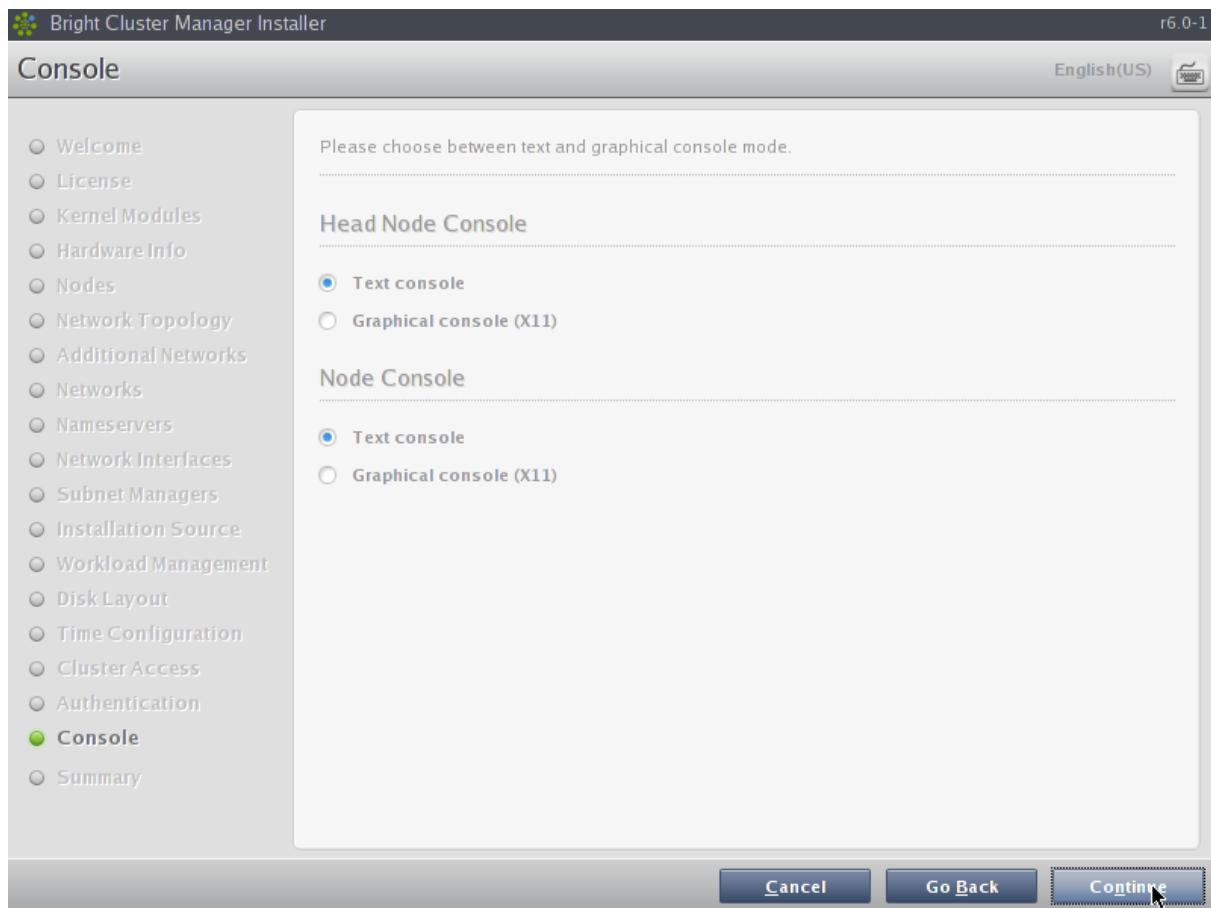 Bright Cluster Manager Installer
r6.0-1
Console
English(US)
Welcome
License
Kernel Modules
Hardware Info
Nodes
Network Topology
Additional Networks
Networks
Nameservers
Network Interfaces
Subnet Managers
Installation Source
Workload Management
Disk Layout
Time Configuration
Cluster Access
Authentication
Console
Summary
Please choose between text and graphical console mode.
Head Node Console
Text console
Graphical console (X11)
Node Console
Text console
Graphical console (X11)
Cancel
Go Back
Continue